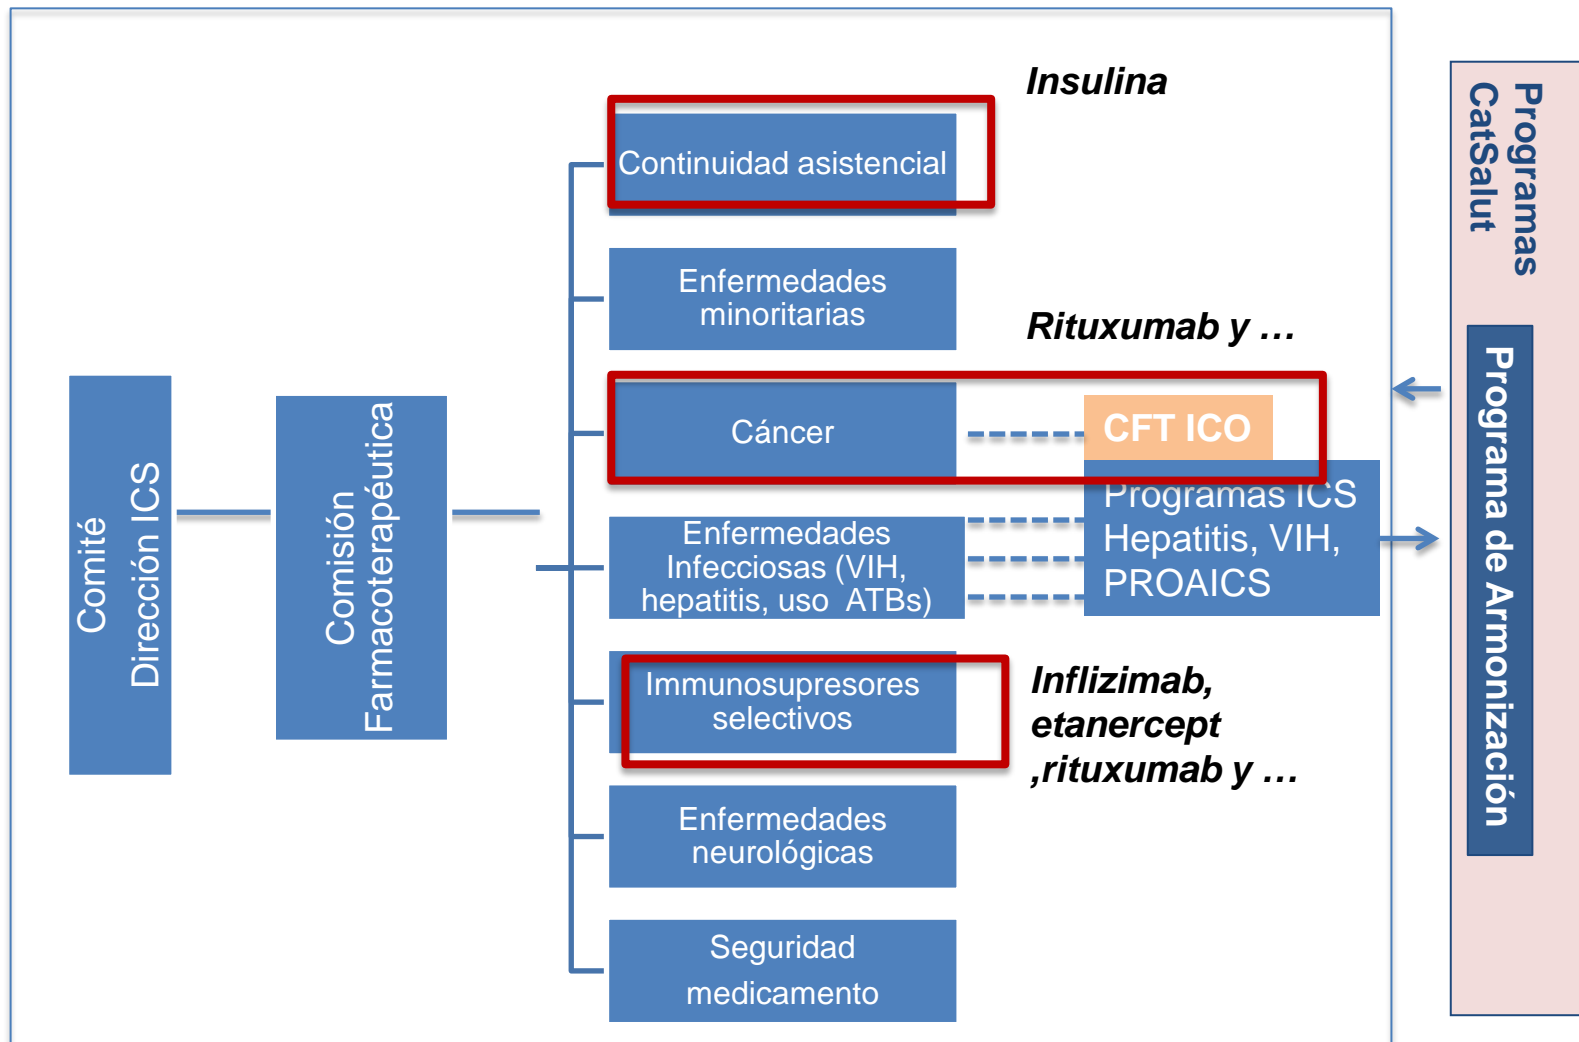 Comité
Dirección ICS
Comisión
Farmacoterapéutica
Insulina
Continuidad asistencial
Enfermedades
minoritarias
Rituxumab y …
Cáncer
CFT ICO
Enfermedades
Infecciosas (VIH,
hepatitis, uso ATBs)
Programas ICS
Hepatitis, VIH,
PROAICS
Immunosupresores
selectivos
Inflizimab,
etanercept
,rituxumab y …
Enfermedades
neurológicas
Seguridad
medicamento
Programas
CatSalut
Programa de Armonización